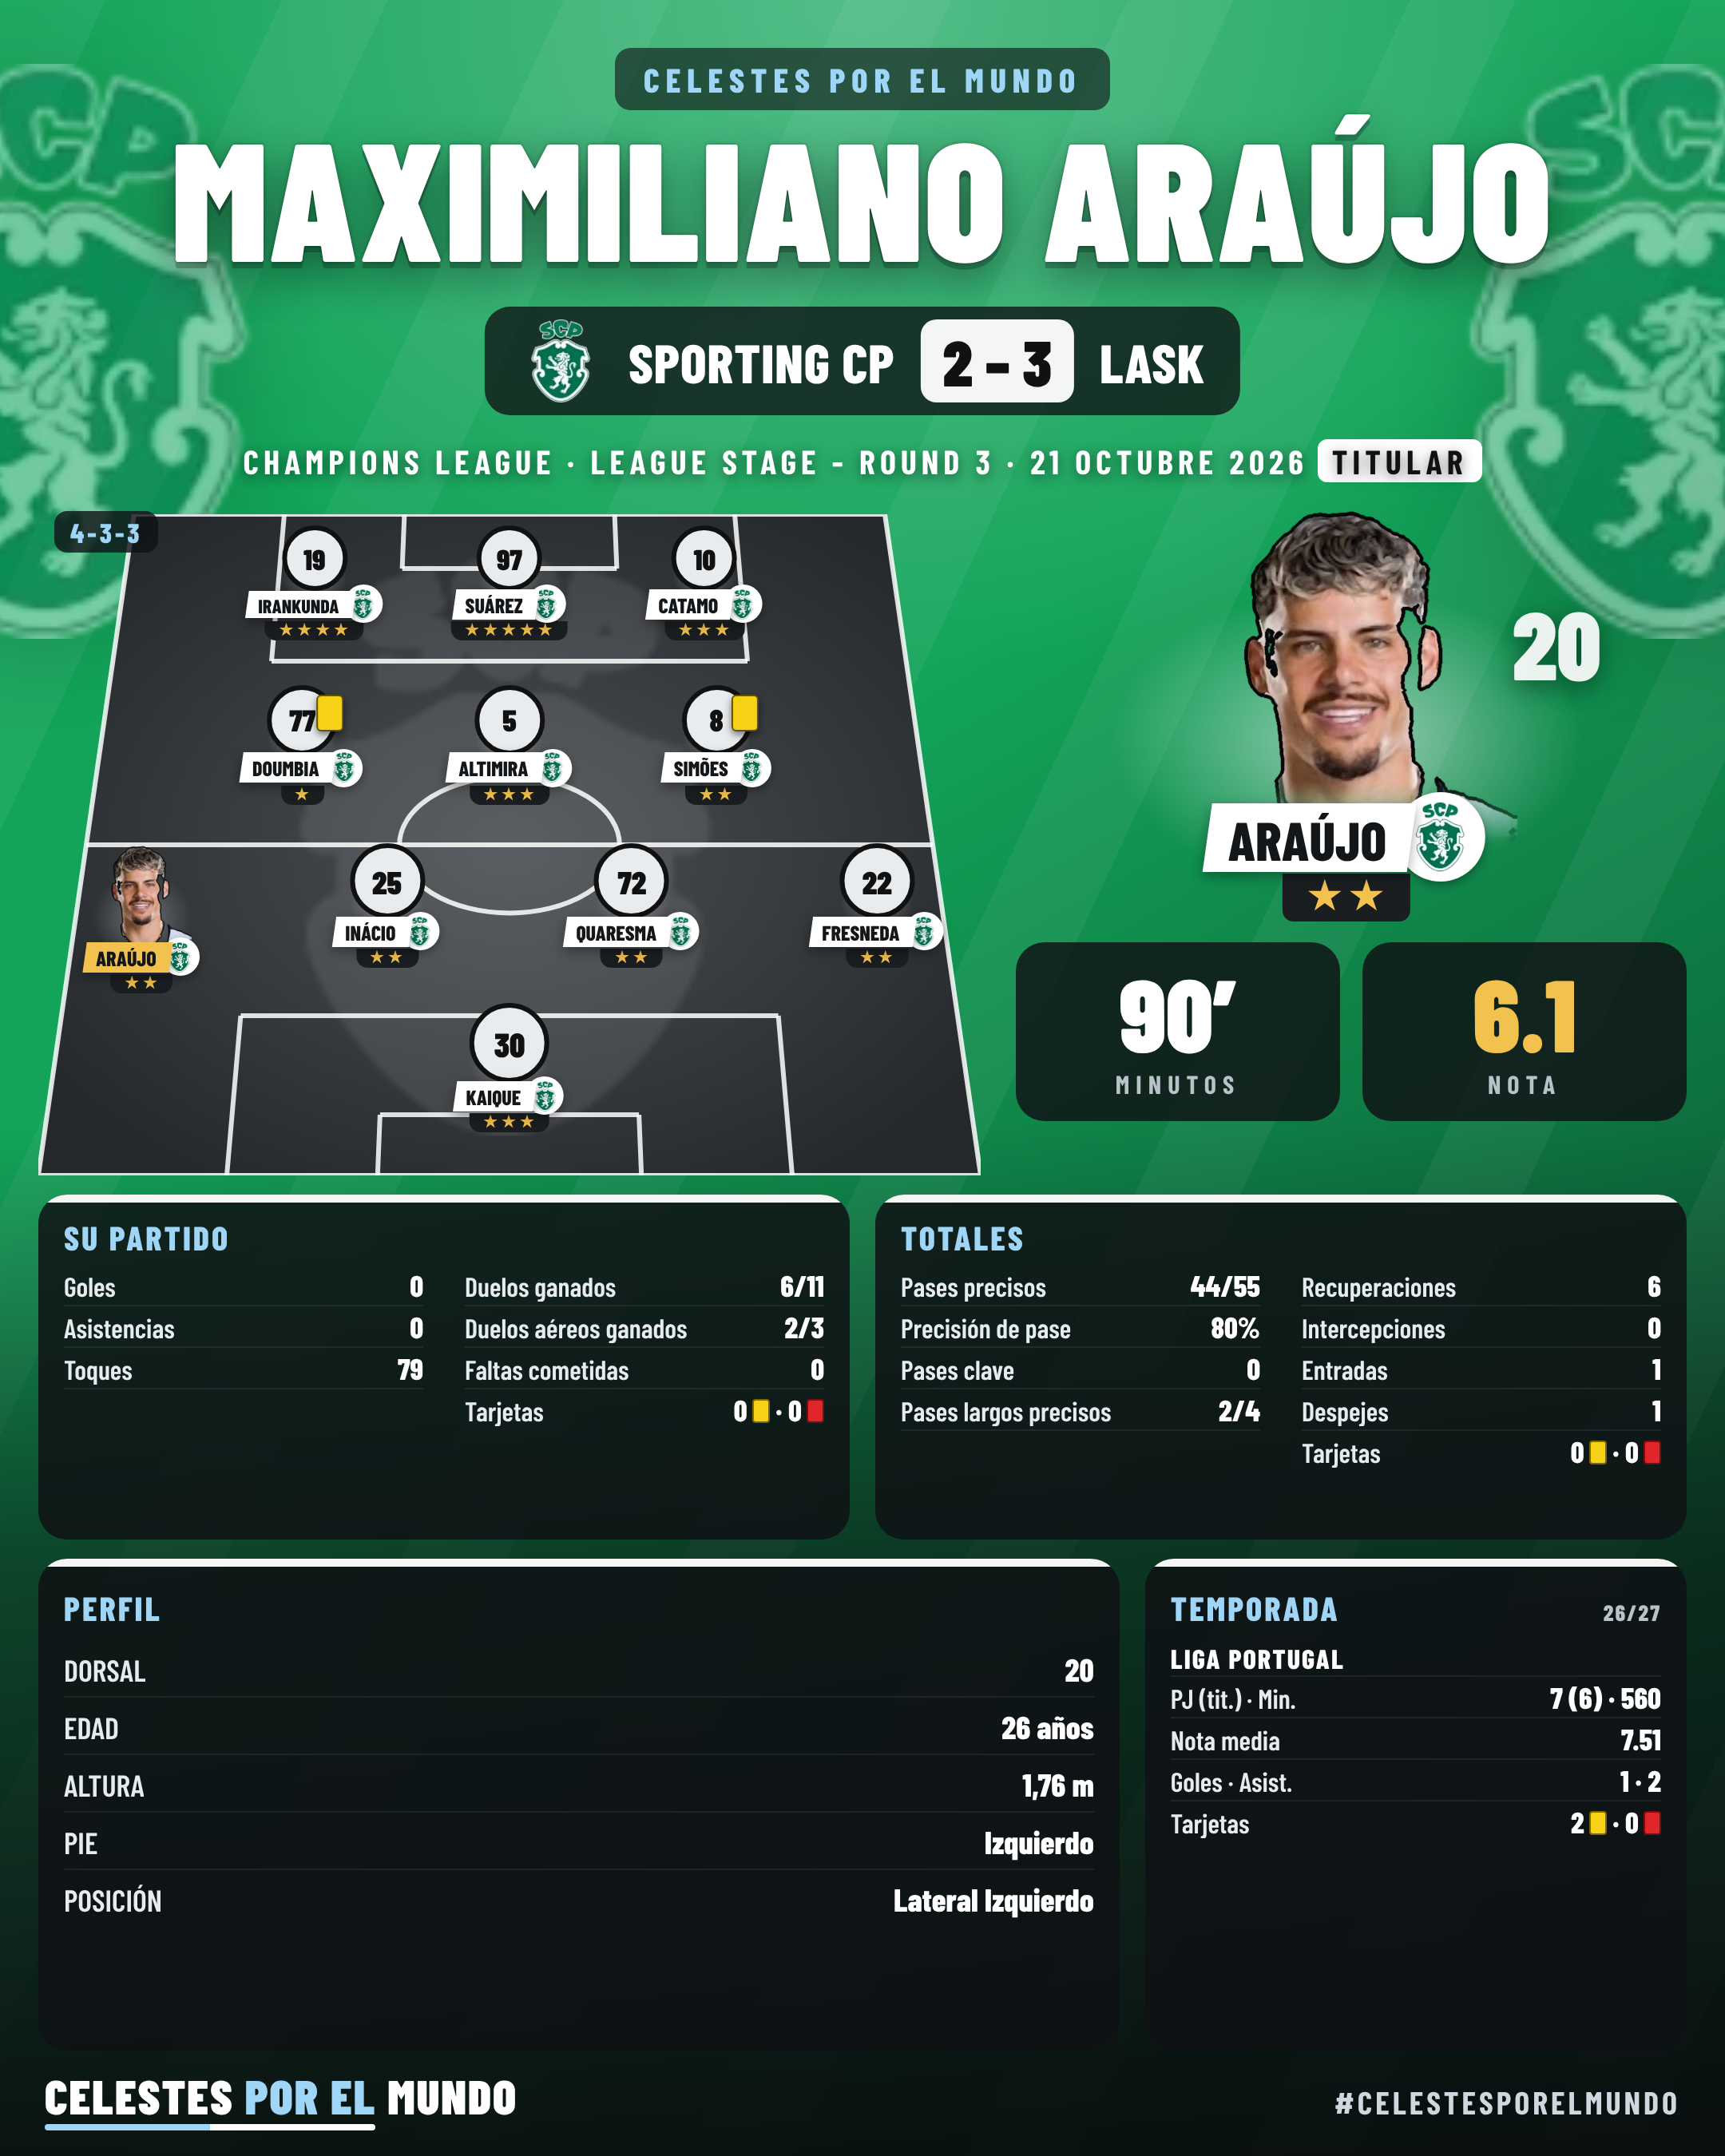 CELESTES POR EL MUNDO
MAXIMILIANO ARAÚJO
SCP SPORTING CP 2 - 3 LASK
CHAMPIONS LEAGUE · LEAGUE STAGE - ROUND 3 · 21 OCTUBRE 2026 TITULAR
4-3-3
19 97 10
IRANKUNDA SUÁREZ CATAMO
77 5 8
DOUMBIA ALTIMIRA SIMÕES
25 72 22
ARAÚJO INÁCIO QUARESMA FRESNEDA
30
KAIQUE
20
ARAÚJO SCP
90′
MINUTOS
6.1
NOTA
SU PARTIDO
Goles 0
Asistencias 0
Toques 79
Duelos ganados 6/11
Duelos aéreos ganados 2/3
Faltas cometidas 0
Tarjetas 0 · 0
TOTALES
Pases precisos 44/55
Precisión de pase 80%
Pases clave 0
Pases largos precisos 2/4
Recuperaciones 6
Intercepciones 0
Entradas 1
Despejes 1
Tarjetas 0 · 0
PERFIL
DORSAL 20
EDAD 26 años
ALTURA 1,76 m
PIE Izquierdo
POSICIÓN Lateral Izquierdo
TEMPORADA 26/27
LIGA PORTUGAL
PJ (tit.) · Min. 7 (6) · 560
Nota media 7.51
Goles · Asist. 1 · 2
Tarjetas 2 · 0
CELESTES POR EL MUNDO
#CELESTESPORELMUNDO